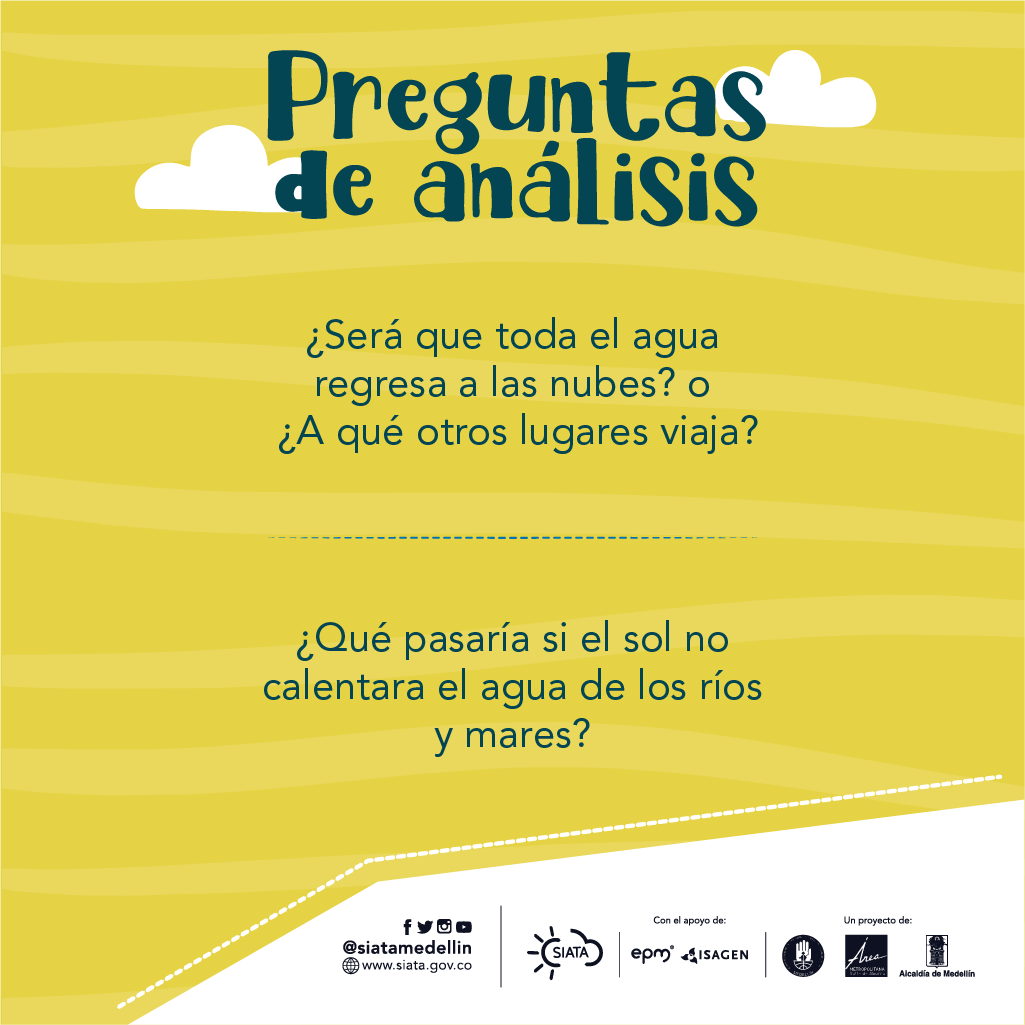 Preguntas
de análisis
¿Será que toda el agua
regresa a las nubes? o
¿A qué otros lugares viaja?
¿Qué pasaría si el sol no
calentara el agua de los ríos
y mares?
@siatamedellin
www.siata.gov.co
SIATA
Con el apoyo de:
epm
ISAGEN
Un proyecto de:
Área
METROPOLITANA
Alcaldía de Medellín